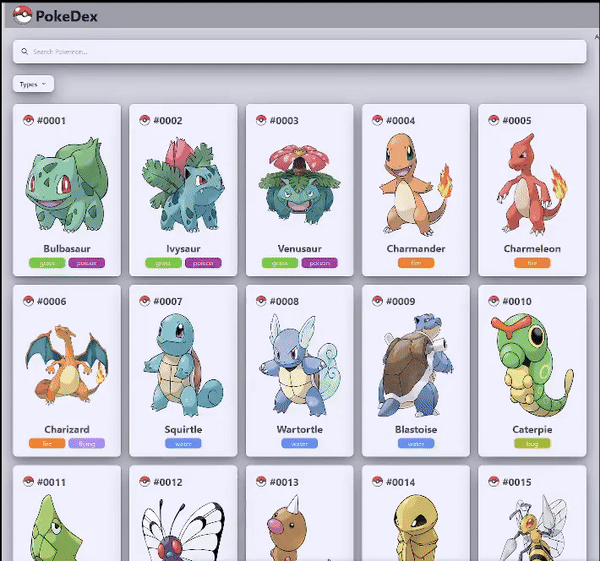 PokeDex
Search Pokemon...
Types
#0001 #0002 #0003 #0004 #0005
Bulbasaur Ivysaur Venusaur Charmander Charmeleon
grass poison grass poison grass poison fire fire
#0006 #0007 #0008 #0009 #0010
Charizard Squirtle Wartortle Blastoise Caterpie
fire flying water water water bug
#0011 #0012 #0013 #0014 #0015